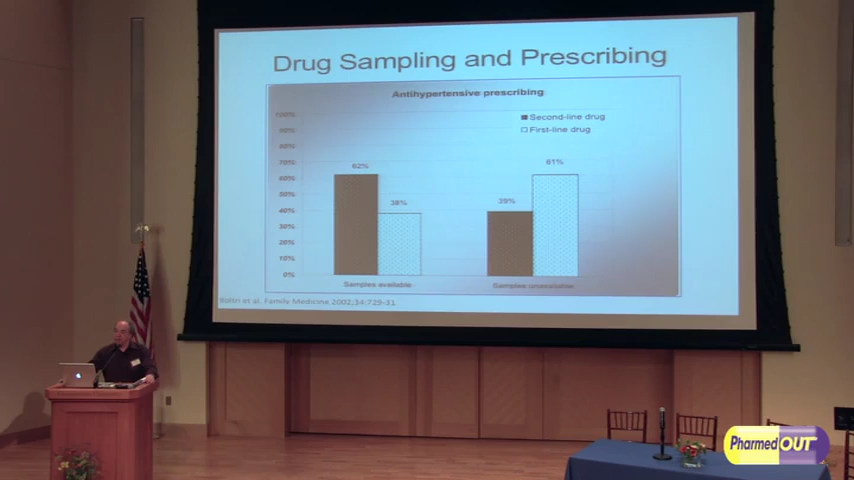 Drug Sampling and Prescribing
Antihypertensive prescribing
Second-line drug
First-line drug
100%
90%
80%
70%
60%
50%
40%
30%
20%
10%
0%
62%
38%
39%
61%
Samples available
Samples unavailable
et al. Family Medicine 2002;34:729-31
PharmedOUT